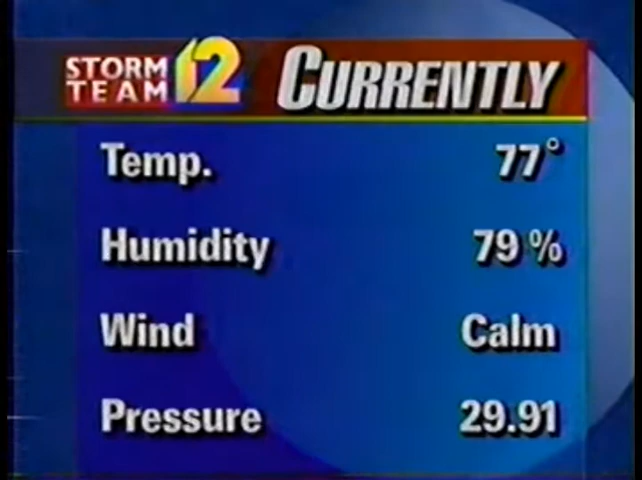 STORM TEAM 12 CURRENTLY
Temp. 77°
Humidity 79 %
Wind Calm
Pressure 29.91